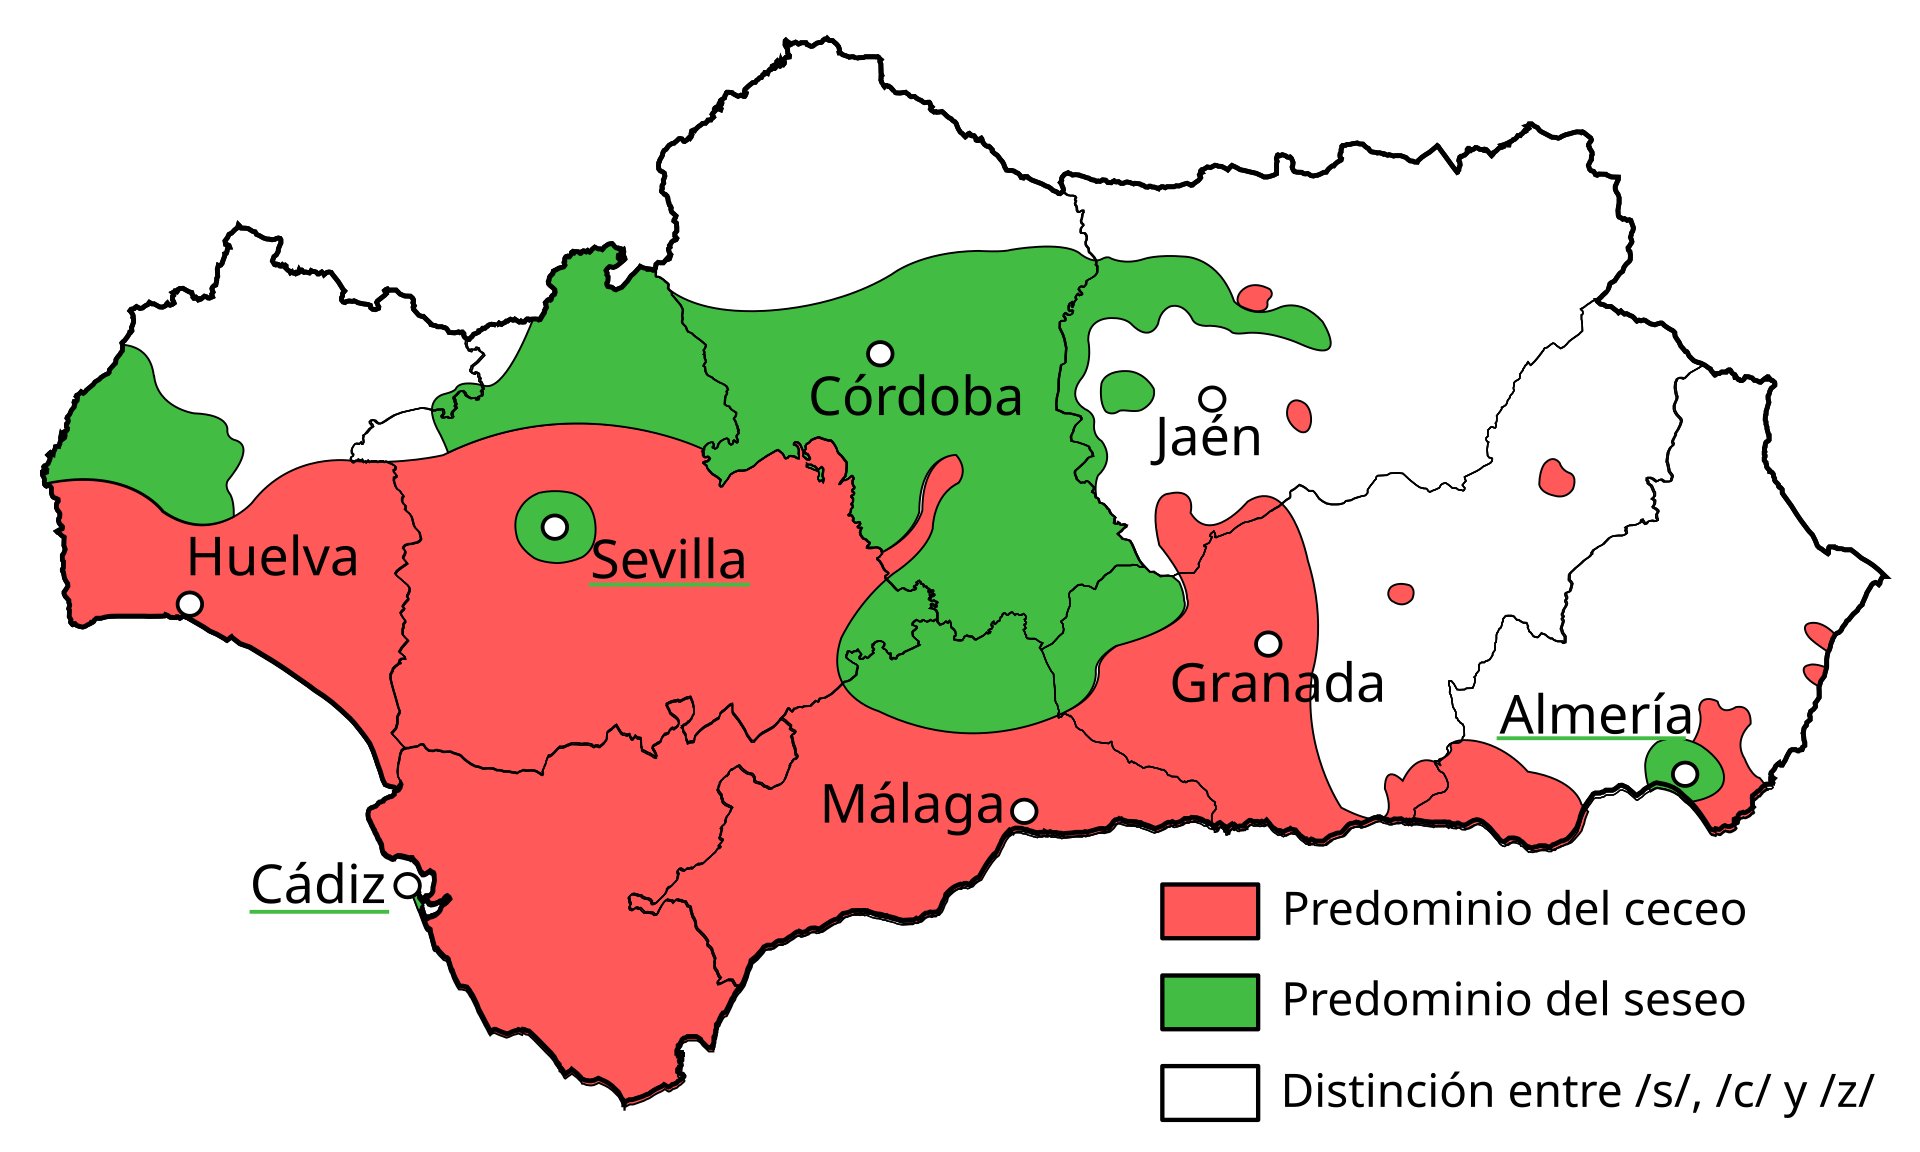 Córdoba
Jaén
Huelva
Sevilla
Granada
Almería
Málaga
Cádiz
Predominio del ceceo
Predominio del seseo
Distinción entre /s/, /c/ y /z/